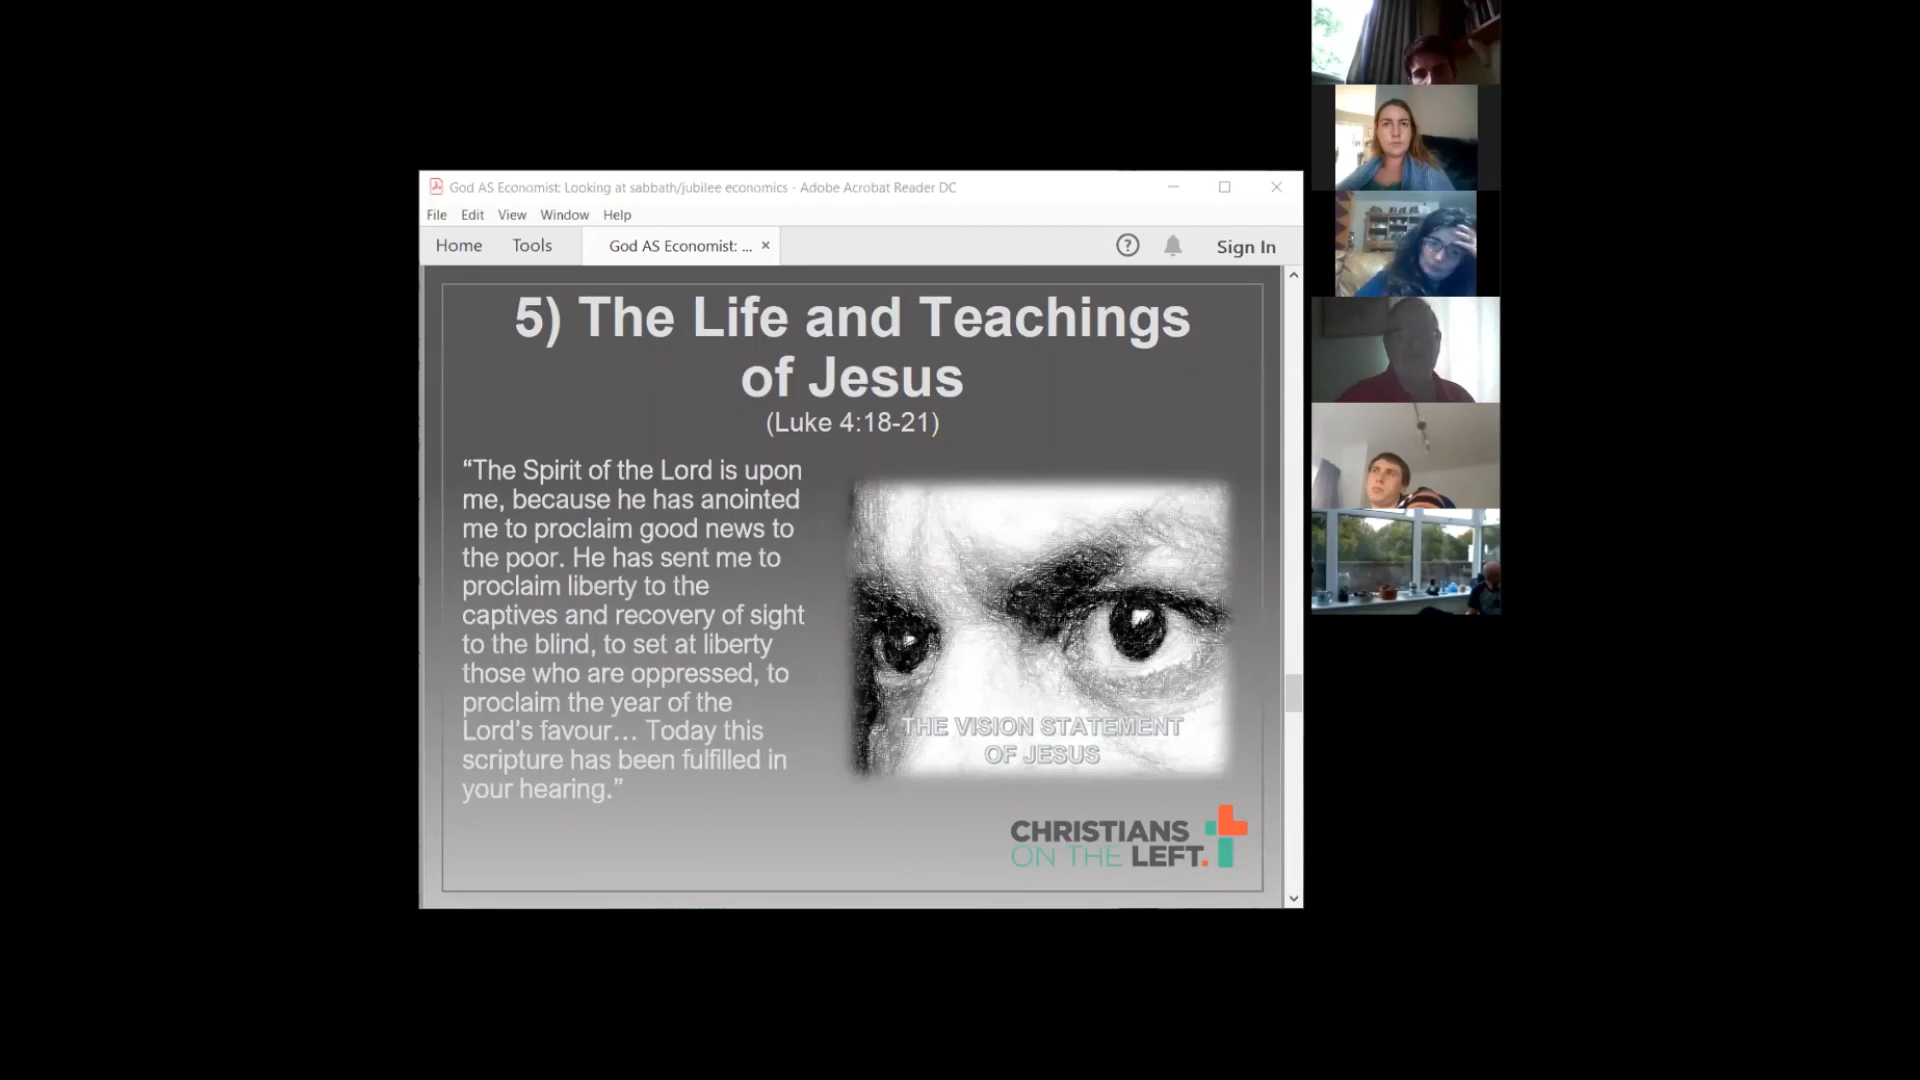 God AS Economist: Looking at sabbath/jubilee economics - Adobe Acrobat Reader DC
File Edit View Window Help
Home Tools God AS Economist: ... × ? Sign In
5) The Life and Teachings
of Jesus
(Luke 4:18-21)
“The Spirit of the Lord is upon
me, because he has anointed
me to proclaim good news to
the poor. He has sent me to
proclaim liberty to the
captives and recovery of sight
to the blind, to set at liberty
those who are oppressed, to
proclaim the year of the
Lord’s favour… Today this
scripture has been fulfilled in
your hearing.”
THE VISION STATEMENT
OF JESUS
CHRISTIANS
ON THE LEFT.